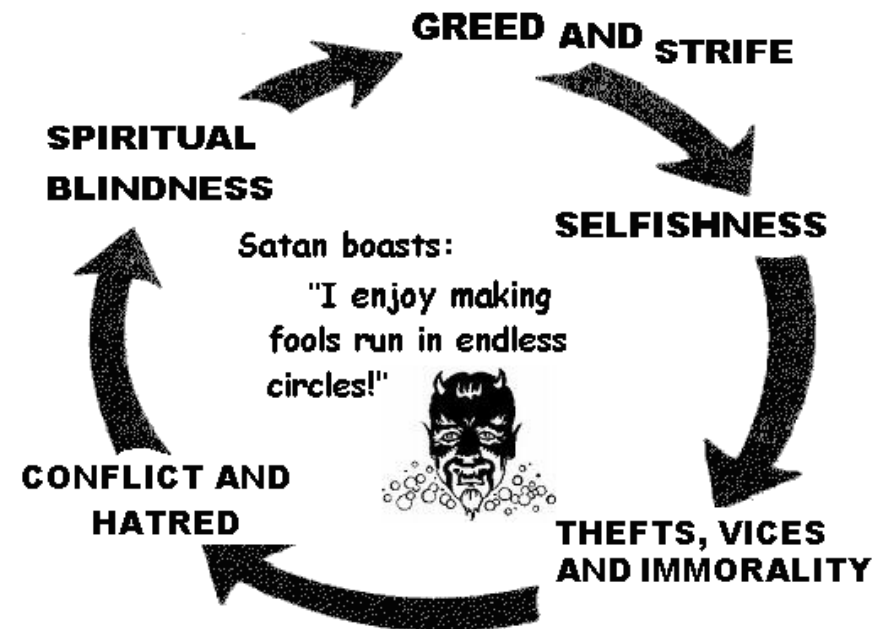 GREED AND STRIFE
SELFISHNESS
THEFTS, VICES
AND IMMORALITY
CONFLICT AND
HATRED
SPIRITUAL
BLINDNESS
Satan boasts:
"I enjoy making
fools run in endless
circles!"